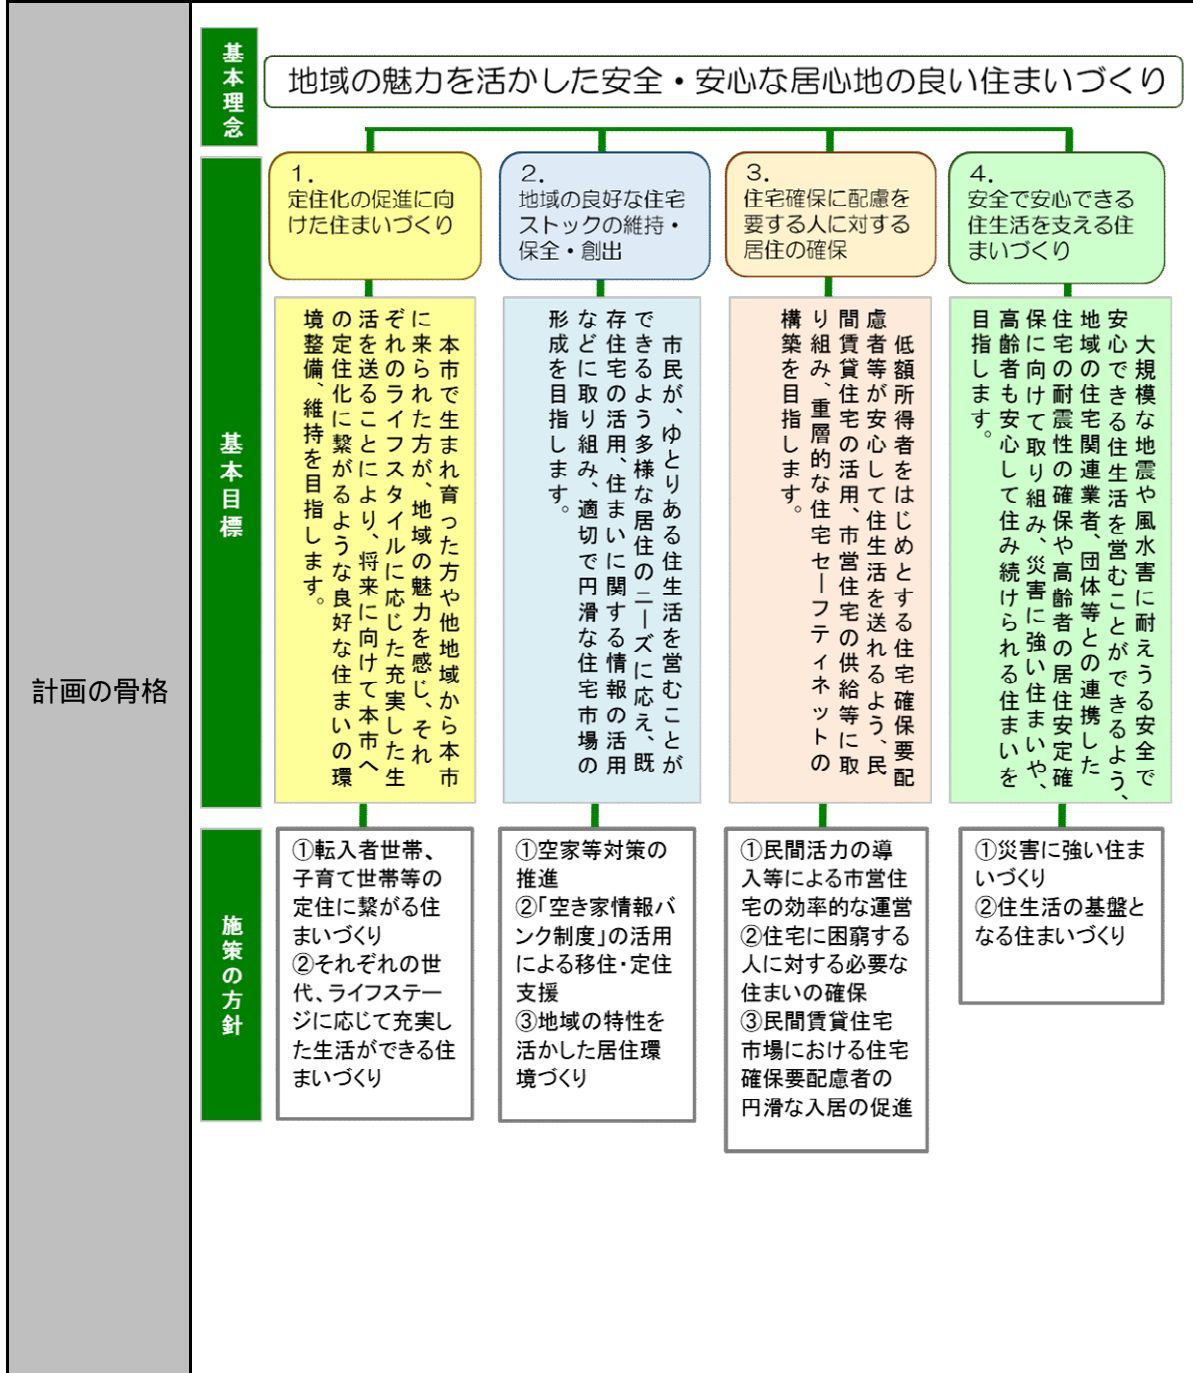 計画の骨格
基本理念
地域の魅力を活かした安全・安心な居心地の良い住まいづくり
基本目標
1.
定住化の促進に向
けた住まいづくり
2.
地域の良好な住宅
ストックの維持・
保全・創出
3.
住宅確保に配慮を
要する人に対する
居住の確保
4.
安全で安心できる
住生活を支える住
まいづくり
本市で生まれ育った方や他地域から本市
に来られた方が、地域の魅力を感じ、それ
ぞれのライフスタイルに応じた充実した生
活を送ることにより、将来に向けて本市へ
の定住化に繋がるような良好な住まいの環
境整備、維持を目指します。
市民が、ゆとりある住生活を営むことが
できるよう多様な居住のニーズに応え、既
存住宅の活用、住まいに関する情報の活用
などに取り組み、適切で円滑な住宅市場の
形成を目指します。
低額所得者をはじめとする住宅確保要配
慮者等が安心して住生活を送れるよう、民
間賃貸住宅の活用、市営住宅の供給等に取
り組み、重層的な住宅セーフティネットの
構築を目指します。
大規模な地震や風水害に耐えうる安全で
安心できる住生活を営むことができるよう、
地域の住宅関連業者、団体等との連携した
住宅の耐震性の確保や高齢者の居住安定確
保に向けて取り組み、災害に強い住まいや、
高齢者も安心して住み続けられる住まいを
目指します。
施策の方針
①転入者世帯、
子育て世帯等の
定住に繋がる住
まいづくり
②それぞれの世
代、ライフステー
ジに応じて充実し
た生活ができる住
まいづくり
①空家等対策の
推進
②「空き家情報バ
ンク制度」の活用
による移住・定住
支援
③地域の特性を
活かした居住環
境づくり
①民間活力の導
入等による市営住
宅の効率的な運営
②住宅に困窮する
人に対する必要な
住まいの確保
③民間賃貸住宅
市場における住宅
確保要配慮者の
円滑な入居の促進
①災害に強い住ま
いづくり
②住生活の基盤と
なる住まいづくり